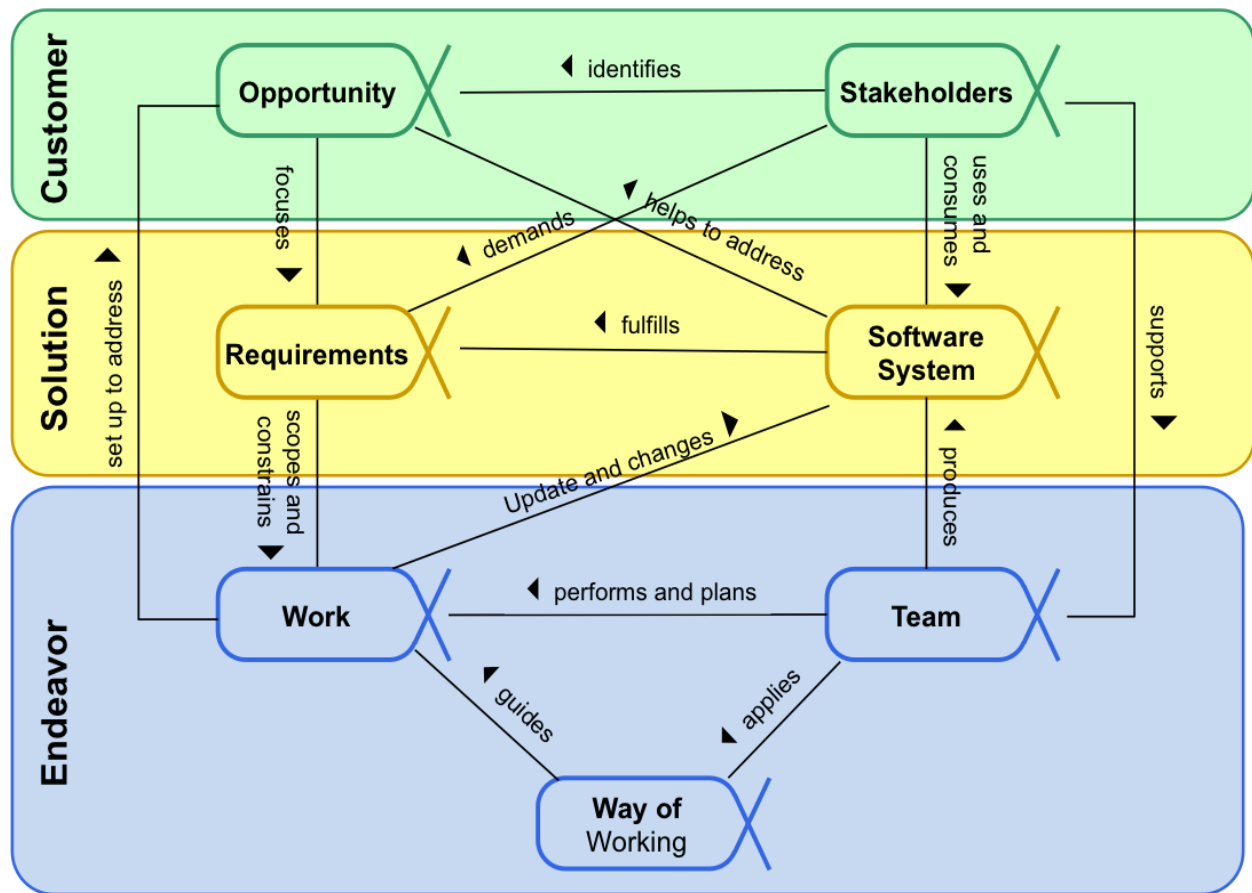 Customer
Opportunity
identifies
Stakeholders
focuses
demands
helps to address
uses and
consumes
supports
set up to address
Solution
Requirements
fulfills
Software
System
scopes and
constrains
Update and changes
produces
Endeavor
Work
performs and plans
Team
guides
applies
Way of
Working